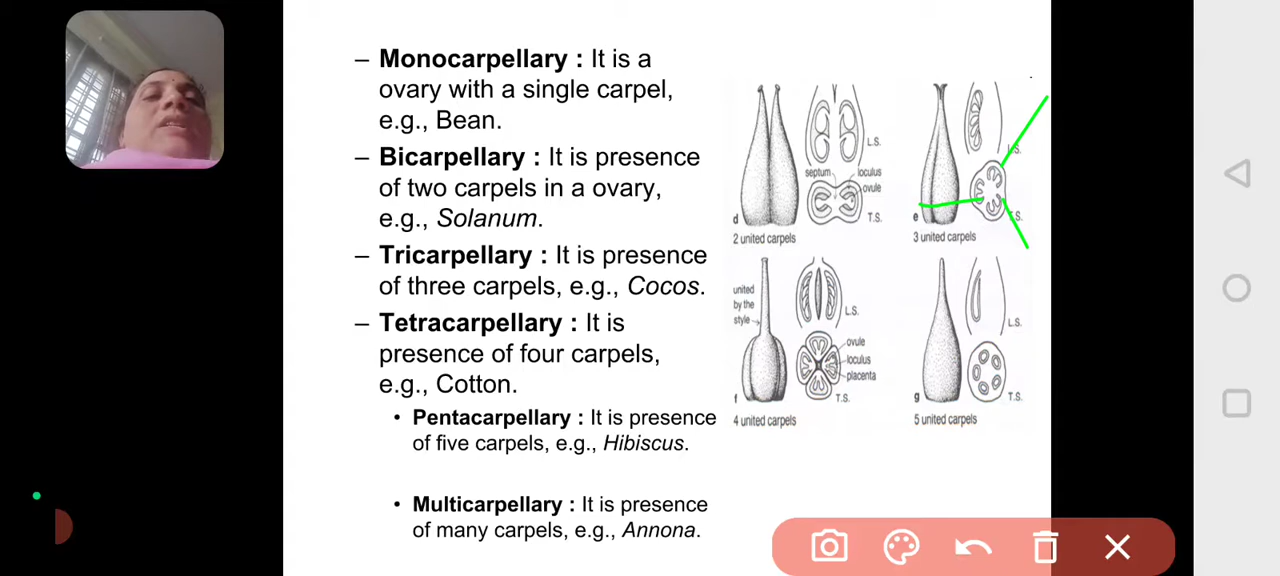 – Monocarpellary : It is a
ovary with a single carpel,
e.g., Bean.
– Bicarpellary : It is presence
of two carpels in a ovary,
e.g., Solanum.
– Tricarpellary : It is presence
of three carpels, e.g., Cocos.
– Tetracarpellary : It is
presence of four carpels,
e.g., Cotton.
• Pentacarpellary : It is presence
of five carpels, e.g., Hibiscus.
• Multicarpellary : It is presence
of many carpels, e.g., Annona.
L.S.
septum
loculus
ovule
T.S.
d
2 united carpels
L.S.
T.S.
e
3 united carpels
united
by the
style
L.S.
ovule
loculus
placenta
T.S.
f
4 united carpels
L.S.
T.S.
g
5 united carpels